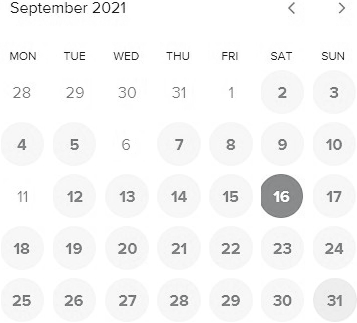 September 2021
MON TUE WED THU FRI SAT SUN
28 29 30 31 1 2 3
4 5 6 7 8 9 10
11 12 13 14 15 16 17
18 19 20 21 22 23 24
25 26 27 28 29 30 31